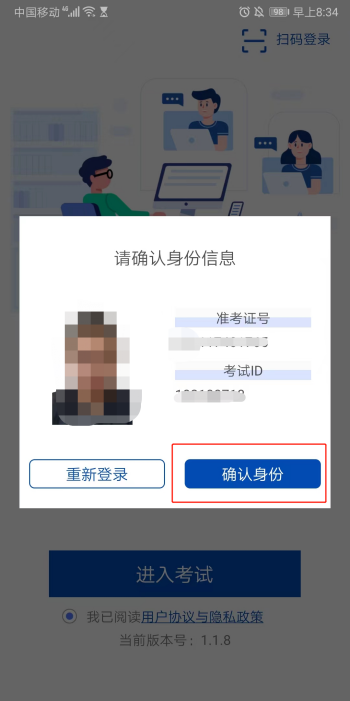 中国移动 98 早上8:34
扫码登录
请确认身份信息
准考证号
考试ID
重新登录
确认身份
进入考试
我已阅读用户协议与隐私政策
当前版本号：1.1.8